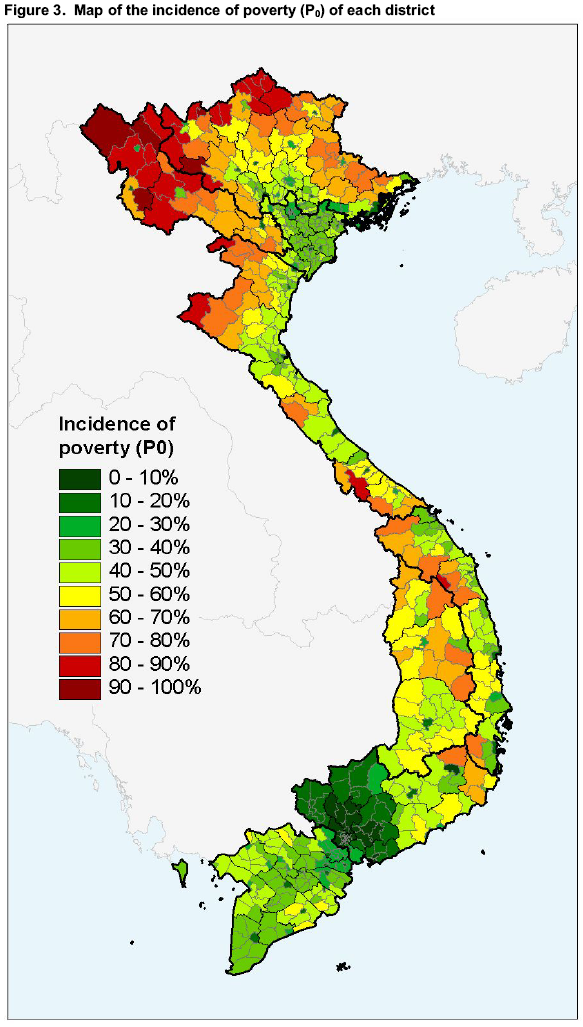 Figure 3.  Map of the incidence of poverty (P₀) of each district
Incidence of
poverty (P0)
0 - 10%
10 - 20%
20 - 30%
30 - 40%
40 - 50%
50 - 60%
60 - 70%
70 - 80%
80 - 90%
90 - 100%